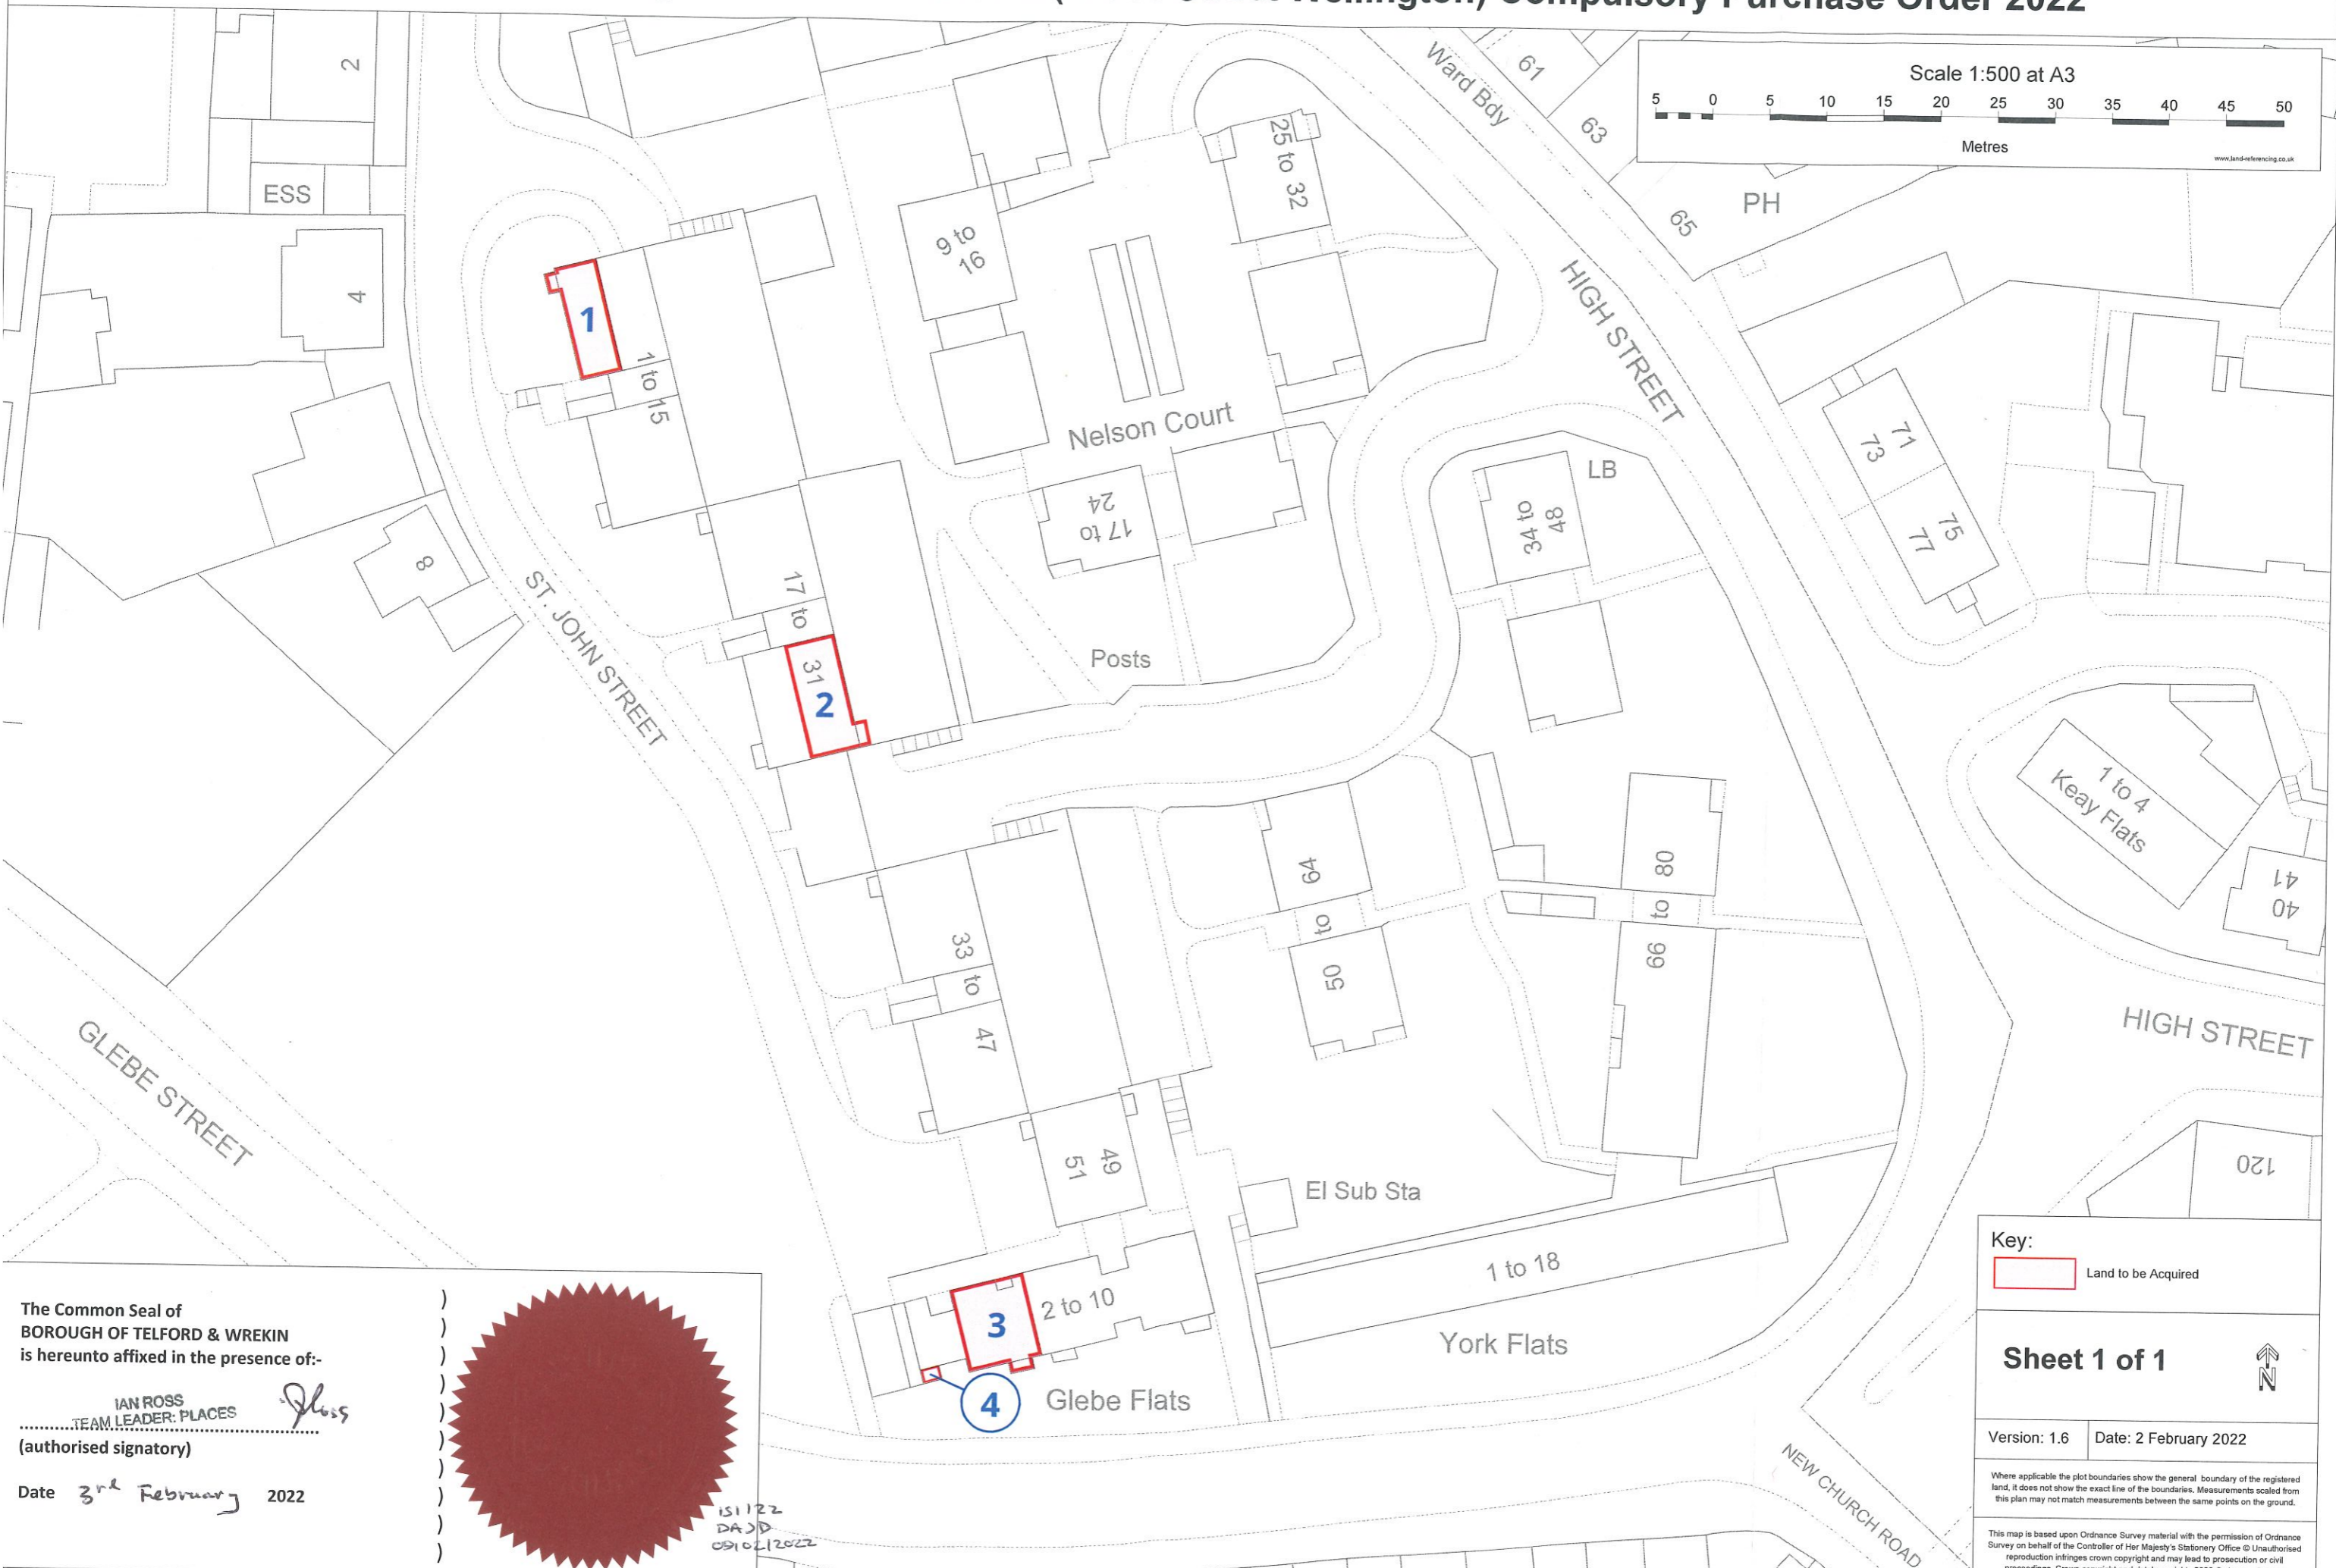 Compulsory Purchase Order 2022
Scale 1:500 at A3
5 0 5 10 15 20 25 30 35 40 45 50
Metres
www.land-referencing.co.uk
2
ESS
4
8
1
1 to 15
17 to 31
2
ST. JOHN STREET
9 to
16
25 to 32
Nelson Court
17 to
24
Posts
Ward Bdy
61
63
65
PH
HIGH STREET
LB
34 to
48
71
73
75
77
1 to 4
Keay Flats
41
40
64 to 50
80 to 66
33 to 47
HIGH STREET
GLEBE STREET
49
51
El Sub Sta
120
1 to 18
2 to 10
3
York Flats
4
Glebe Flats
NEW CHURCH ROAD
The Common Seal of
BOROUGH OF TELFORD & WREKIN
is hereunto affixed in the presence of:-
IAN ROSS
TEAM LEADER: PLACES
(authorised signatory)
Date 3rd February 2022
Key:
Land to be Acquired
Sheet 1 of 1
N
Version: 1.6 Date: 2 February 2022
Where applicable the plot boundaries show the general boundary of the registered
land, it does not show the exact line of the boundaries. Measurements scaled from
this plan may not match measurements between the same points on the ground.
This map is based upon Ordnance Survey material with the permission of Ordnance
Survey on behalf of the Controller of Her Majesty's Stationery Office © Unauthorised
reproduction infringes crown copyright and may lead to prosecution or civil